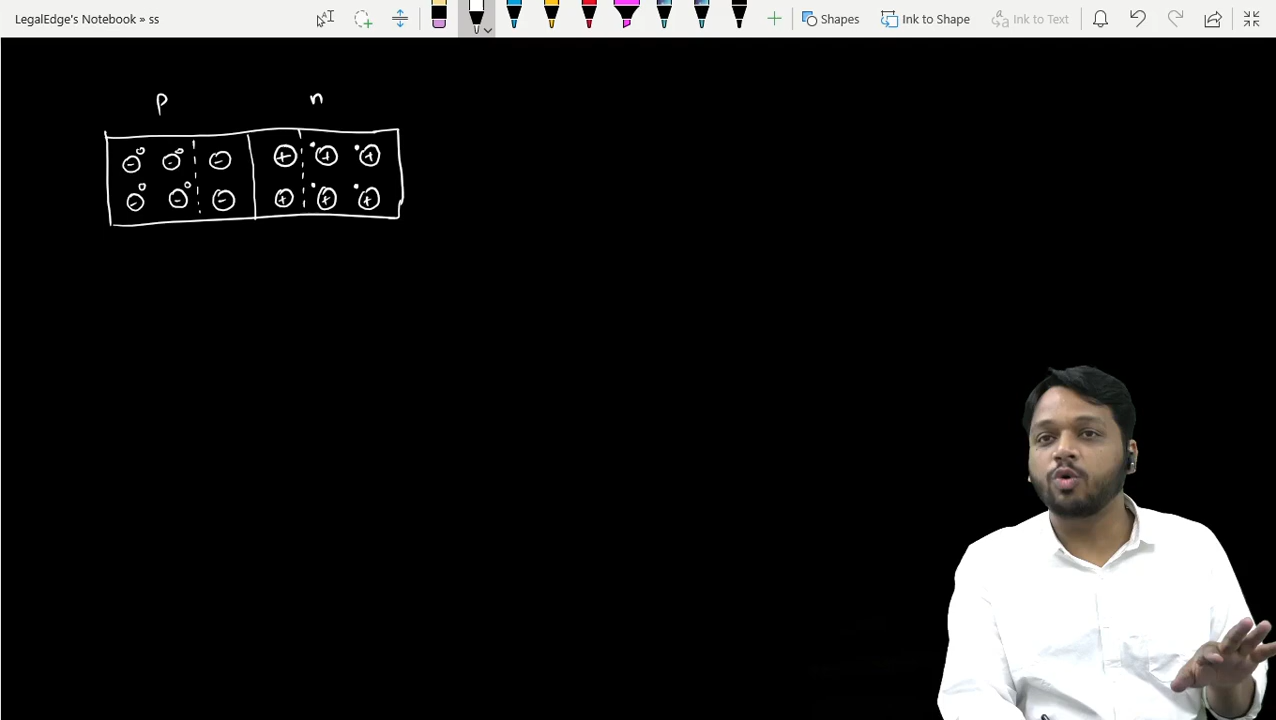 LegalEdge's Notebook » ss
Shapes
Ink to Shape
Ink to Text
p n